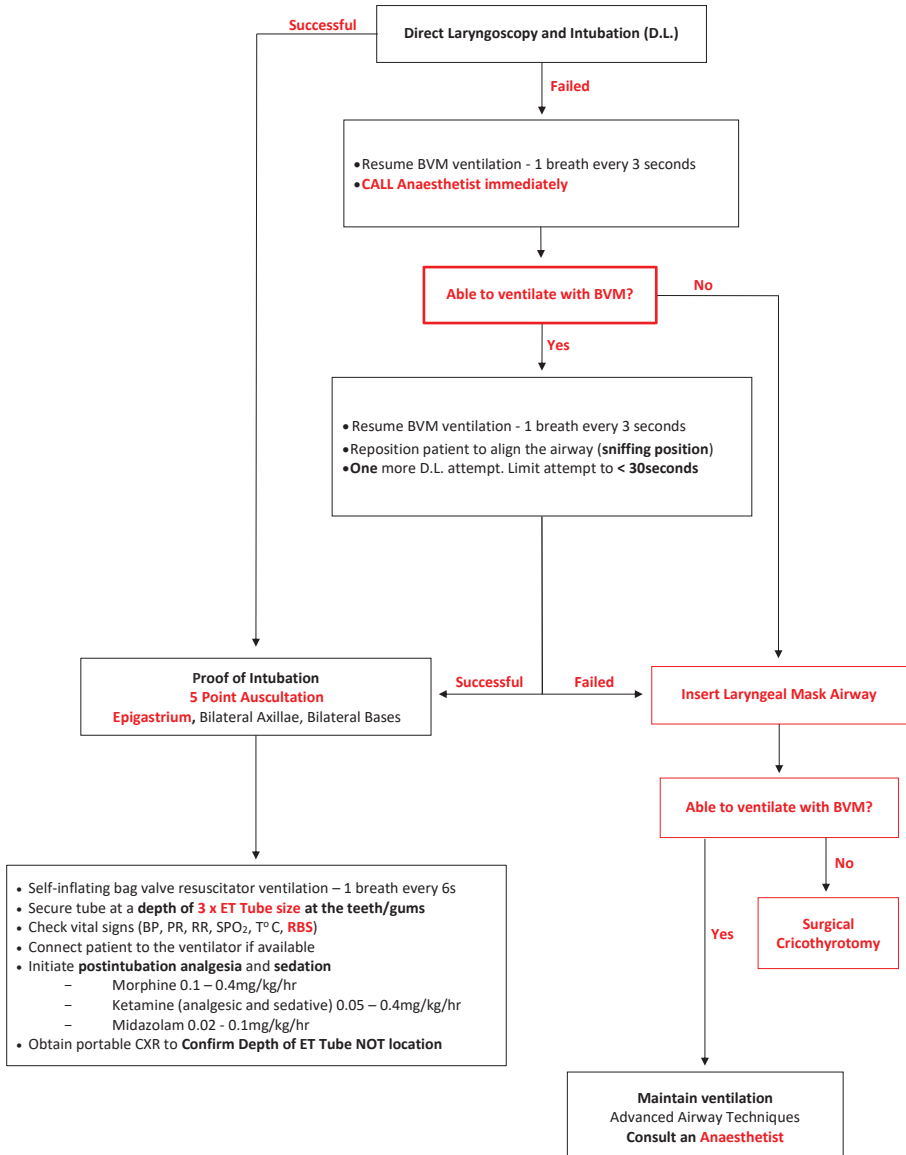 Successful
Direct Laryngoscopy and Intubation (D.L.)
Failed
•Resume BVM ventilation - 1 breath every 3 seconds
•CALL Anaesthetist immediately
Able to ventilate with BVM?
No
Yes
•Resume BVM ventilation - 1 breath every 3 seconds
•Reposition patient to align the airway (sniffing position)
•One more D.L. attempt. Limit attempt to < 30seconds
Proof of Intubation
5 Point Auscultation
Epigastrium, Bilateral Axillae, Bilateral Bases
Successful
Failed
Insert Laryngeal Mask Airway
Able to ventilate with BVM?
No
Yes
Surgical
Cricothyrotomy
• Self-inflating bag valve resuscitator ventilation – 1 breath every 6s
• Secure tube at a depth of 3 x ET Tube size at the teeth/gums
• Check vital signs (BP, PR, RR, SPO₂, T° C, RBS)
• Connect patient to the ventilator if available
• Initiate postintubation analgesia and sedation
– Morphine 0.1 – 0.4mg/kg/hr
– Ketamine (analgesic and sedative) 0.05 – 0.4mg/kg/hr
– Midazolam 0.02 - 0.1mg/kg/hr
• Obtain portable CXR to Confirm Depth of ET Tube NOT location
Maintain ventilation
Advanced Airway Techniques
Consult an Anaesthetist